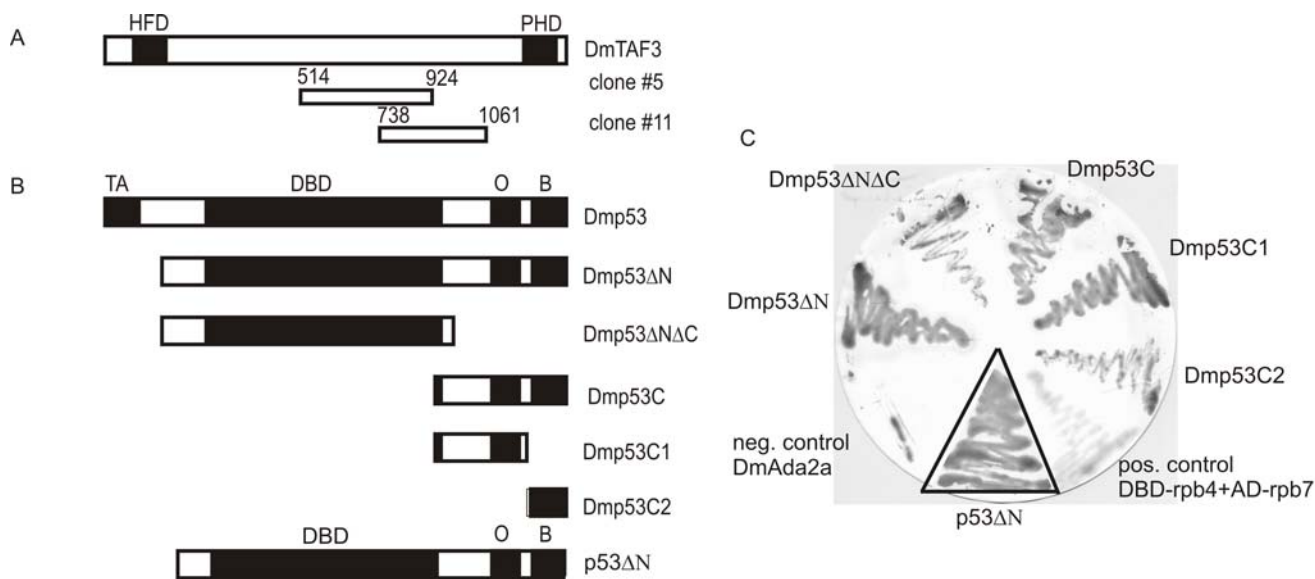 A
HFD PHD
DmTAF3
514 924 clone #5
738 1061 clone #11
B
TA DBD O B
Dmp53
Dmp53ΔN
Dmp53ΔNΔC
Dmp53C
Dmp53C1
Dmp53C2
DBD O B
p53ΔN
C
Dmp53ΔNΔC
Dmp53C
Dmp53C1
Dmp53ΔN
Dmp53C2
neg. control
DmAda2a
pos. control
DBD-rpb4+AD-rpb7
p53ΔN